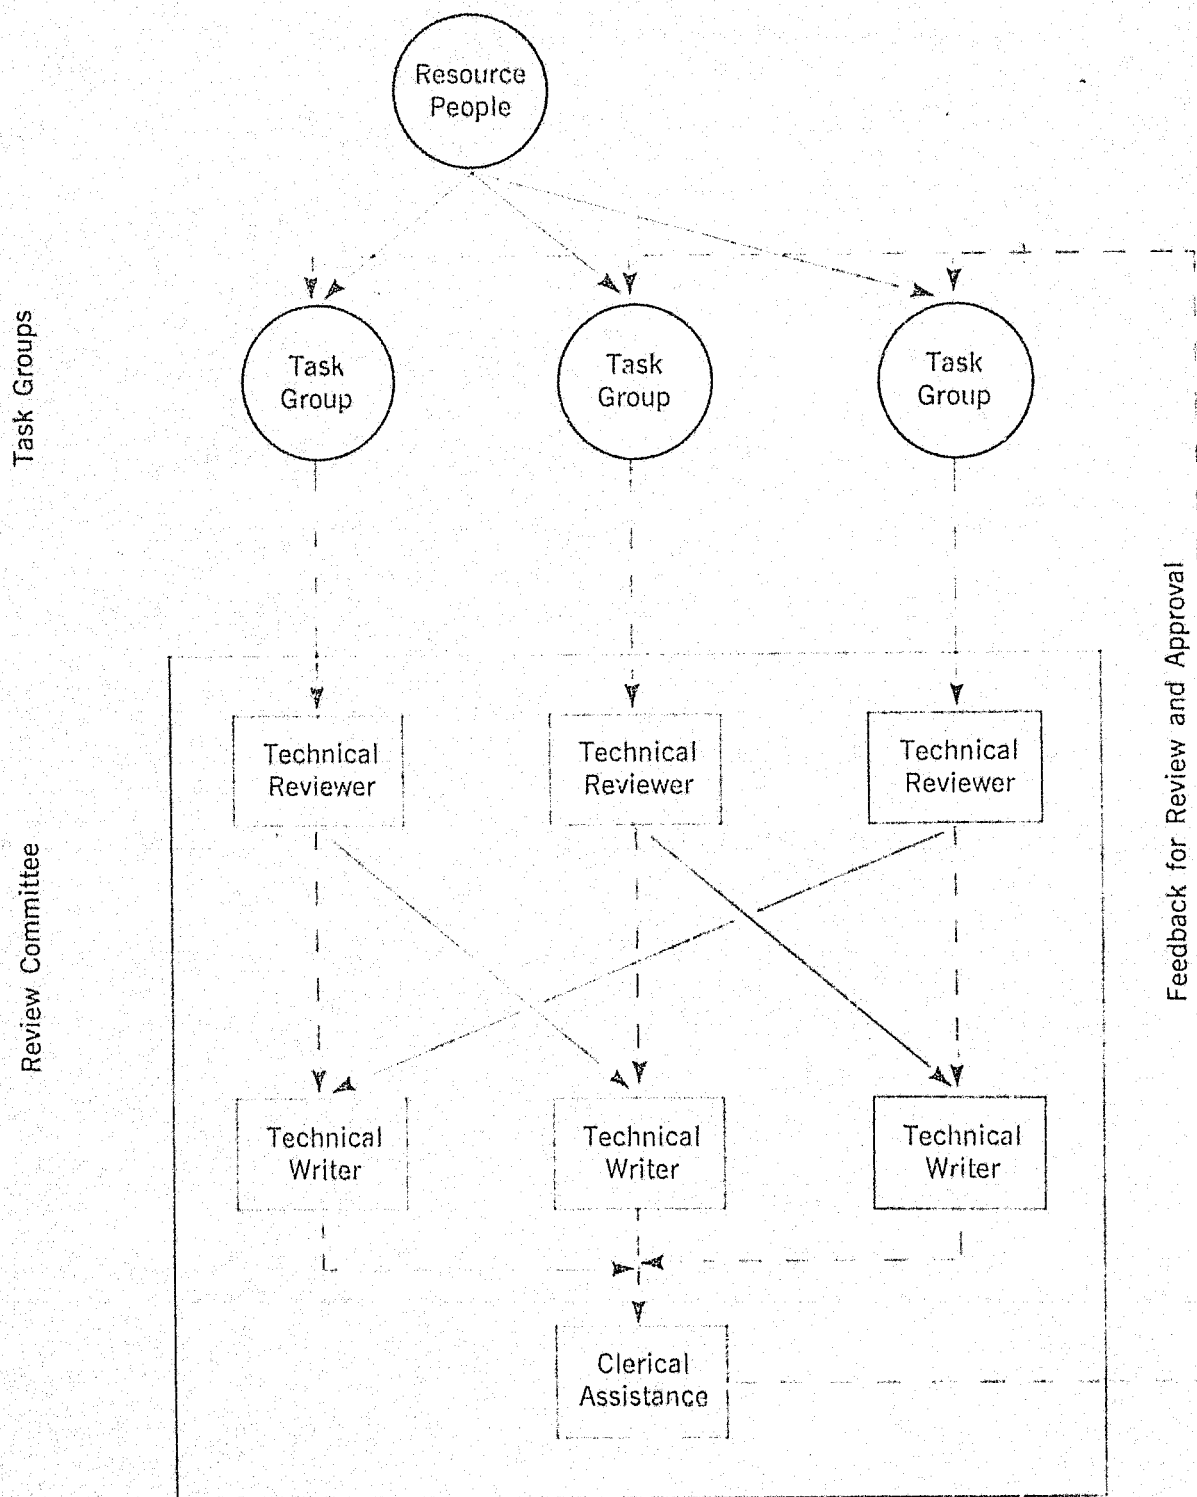 Resource
People
Task Groups
Task
Group
Task
Group
Task
Group
Feedback for Review and Approval
Review Committee
Technical
Reviewer
Technical
Reviewer
Technical
Reviewer
Technical
Writer
Technical
Writer
Technical
Writer
Clerical
Assistance